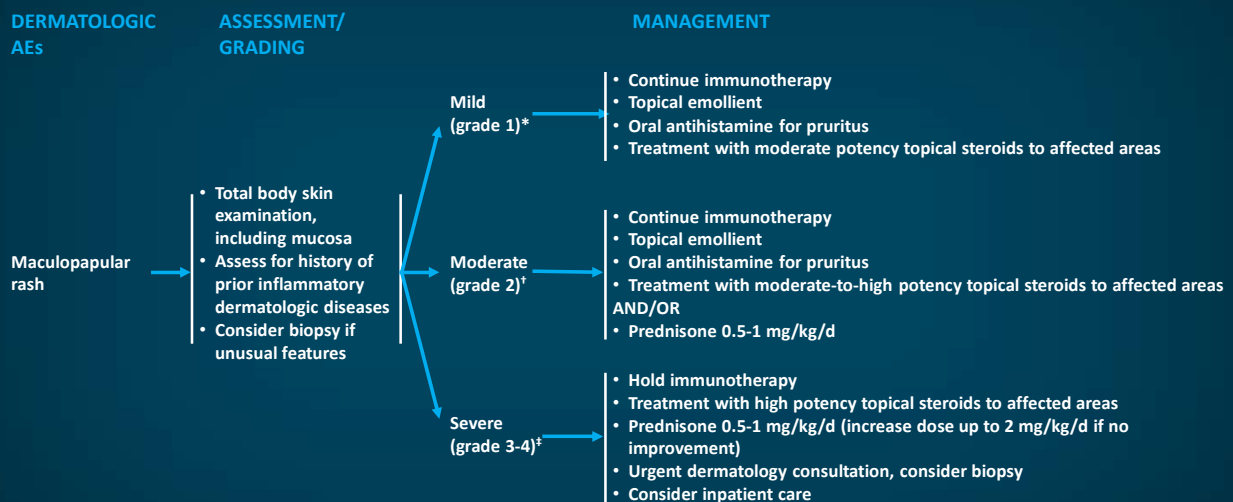 DERMATOLOGIC
AEs
ASSESSMENT/
GRADING
MANAGEMENT
Maculopapular
rash
• Total body skin
examination,
including mucosa
• Assess for history of
prior inflammatory
dermatologic diseases
• Consider biopsy if
unusual features
Mild
(grade 1)*
• Continue immunotherapy
• Topical emollient
• Oral antihistamine for pruritus
• Treatment with moderate potency topical steroids to affected areas
Moderate
(grade 2)†
• Continue immunotherapy
• Topical emollient
• Oral antihistamine for pruritus
• Treatment with moderate-to-high potency topical steroids to affected areas
AND/OR
• Prednisone 0.5-1 mg/kg/d
Severe
(grade 3-4)‡
• Hold immunotherapy
• Treatment with high potency topical steroids to affected areas
• Prednisone 0.5-1 mg/kg/d (increase dose up to 2 mg/kg/d if no
improvement)
• Urgent dermatology consultation, consider biopsy
• Consider inpatient care